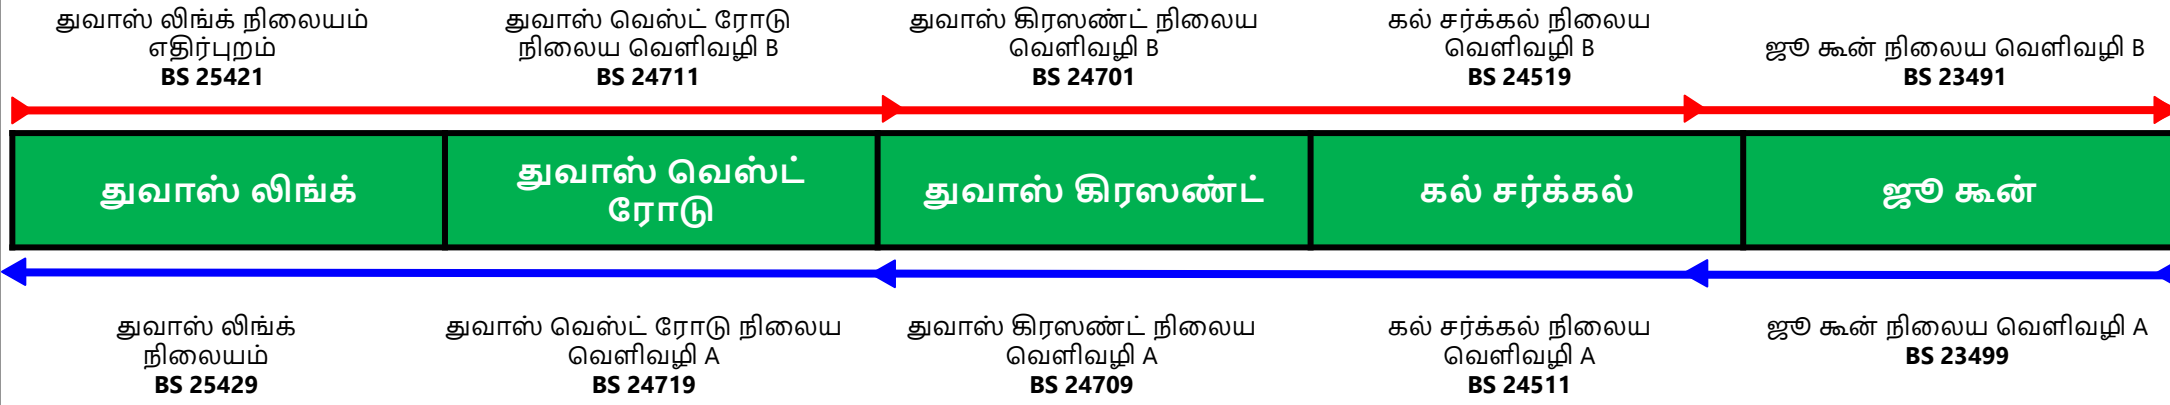 துவாஸ் லிங்க் நிலையம்
எதிர்புறம்
BS 25421
துவாஸ் வெஸ்ட் ரோடு
நிலைய வெளிவழி B
BS 24711
துவாஸ் கிரஸண்ட் நிலைய
வெளிவழி B
BS 24701
கல் சர்க்கல் நிலைய
வெளிவழி B
BS 24519
ஜூ கூன் நிலைய வெளிவழி B
BS 23491
துவாஸ் லிங்க்
துவாஸ் வெஸ்ட்
ரோடு
துவாஸ் கிரஸண்ட்
கல் சர்க்கல்
ஜூ கூன்
துவாஸ் லிங்க்
நிலையம்
BS 25429
துவாஸ் வெஸ்ட் ரோடு நிலைய
வெளிவழி A
BS 24719
துவாஸ் கிரஸண்ட் நிலைய
வெளிவழி A
BS 24709
கல் சர்க்கல் நிலைய
வெளிவழி A
BS 24511
ஜூ கூன் நிலைய வெளிவழி A
BS 23499